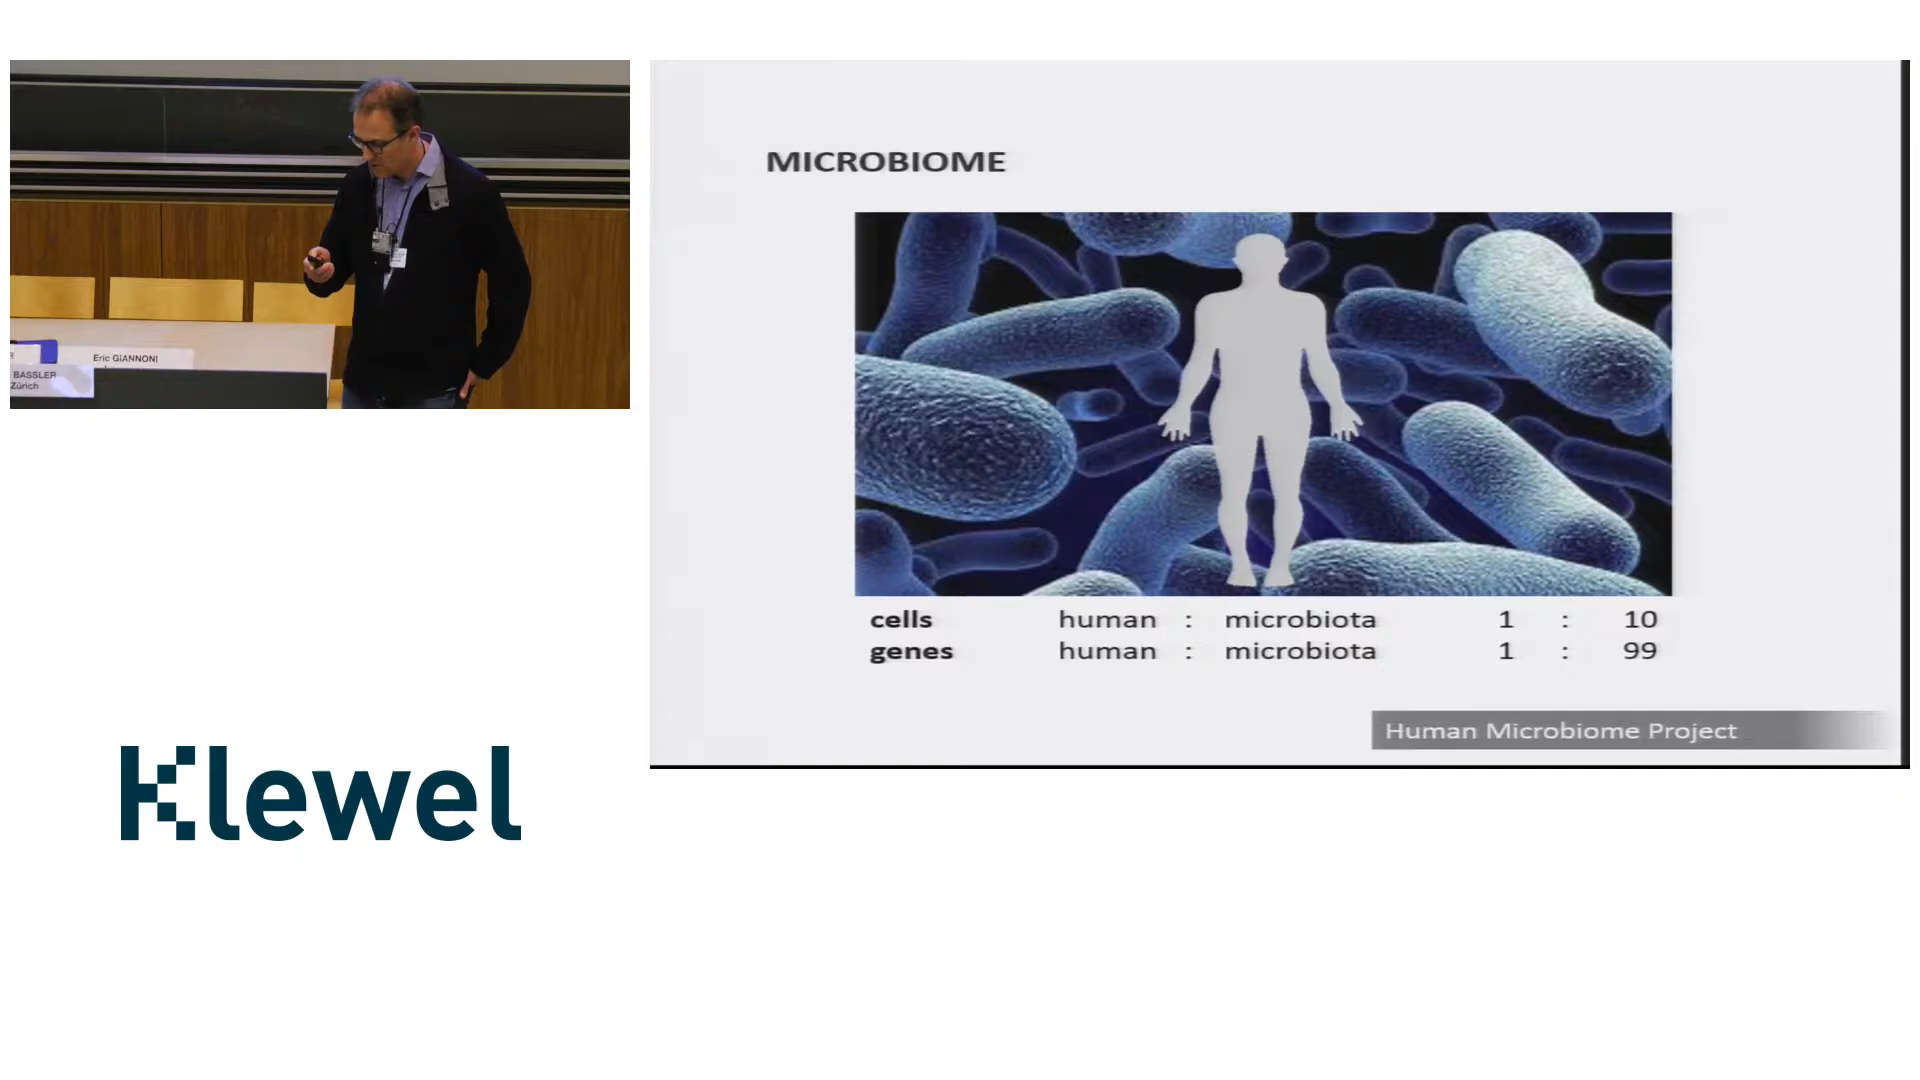 Eric GIANNONI
BASSLER
Zürich
Klewel
MICROBIOME
cells human : microbiota 1 : 10
genes human : microbiota 1 : 99
Human Microbiome Project